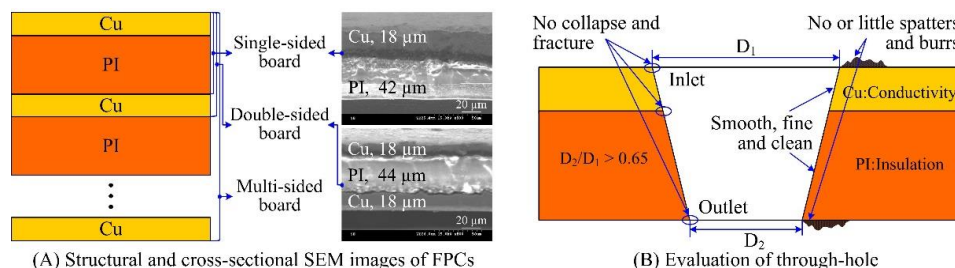 Cu
PI
Cu
PI
Cu
Single-sided
board
Double-sided
board
Multi-sided
board
Cu, 18 μm
PI, 42 μm
20 μm
Cu, 18 μm
PI, 44 μm
Cu, 18 μm
20 μm
(A) Structural and cross-sectional SEM images of FPCs
B
No collapse and
fracture
D1
No or little spatters
and burrs
Inlet
Cu:Conductivity
Smooth, fine
and clean
D2/D1 > 0.65
PI:Insulation
Outlet
D2
(B) Evaluation of through-hole